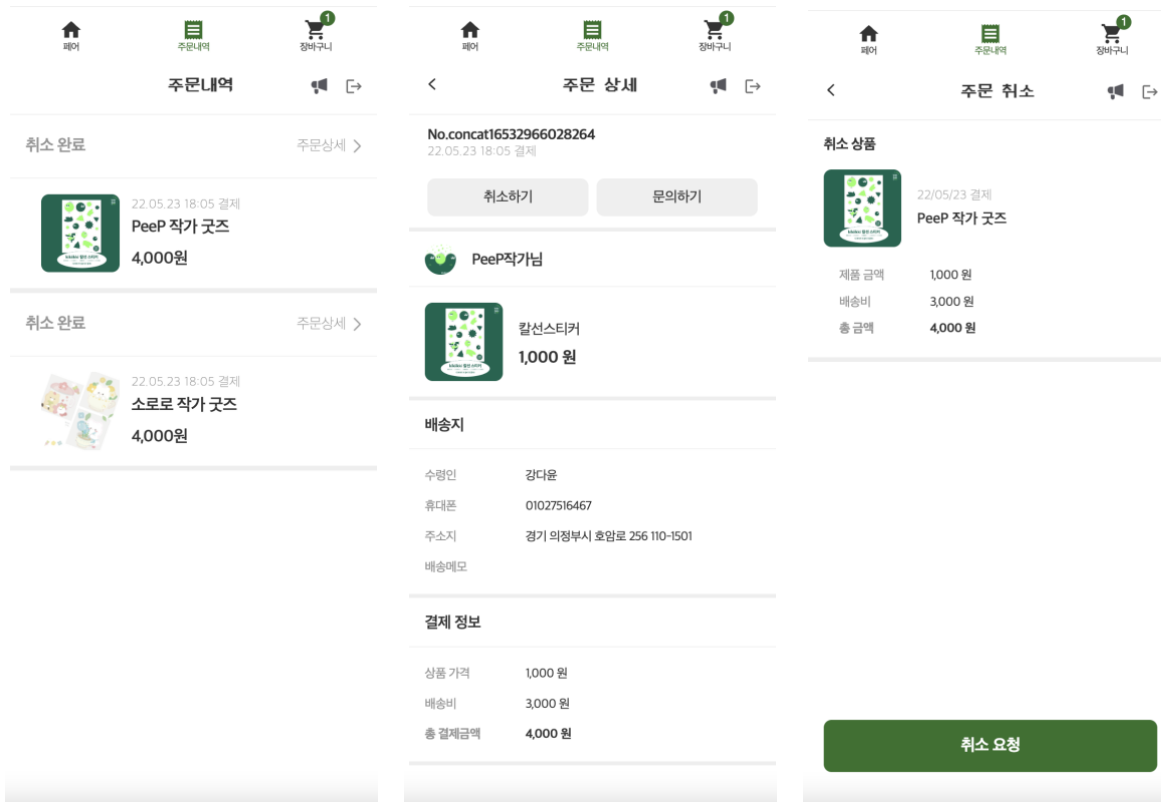 페어
주문내역
1
장바구니
주문내역
취소 완료
주문상세
22.05.23 18:05 결제
PeeP 작가 굿즈
4,000원
취소 완료
주문상세
22.05.23 18:05 결제
소로로 작가 굿즈
4,000원
페어
주문내역
1
장바구니
주문 상세
No.concat16532966028264
22.05.23 18:05 결제
취소하기
문의하기
PeeP작가님
칼선스티커
1,000 원
배송지
수령인
강다윤
휴대폰
01027516467
주소지
경기 의정부시 호암로 256 110-1501
배송메모
결제 정보
상품 가격
1,000 원
배송비
3,000 원
총 결제금액
4,000 원
페어
주문내역
1
장바구니
주문 취소
취소 상품
22/05/23 결제
PeeP 작가 굿즈
제품 금액
1,000 원
배송비
3,000 원
총 금액
4,000 원
취소 요청